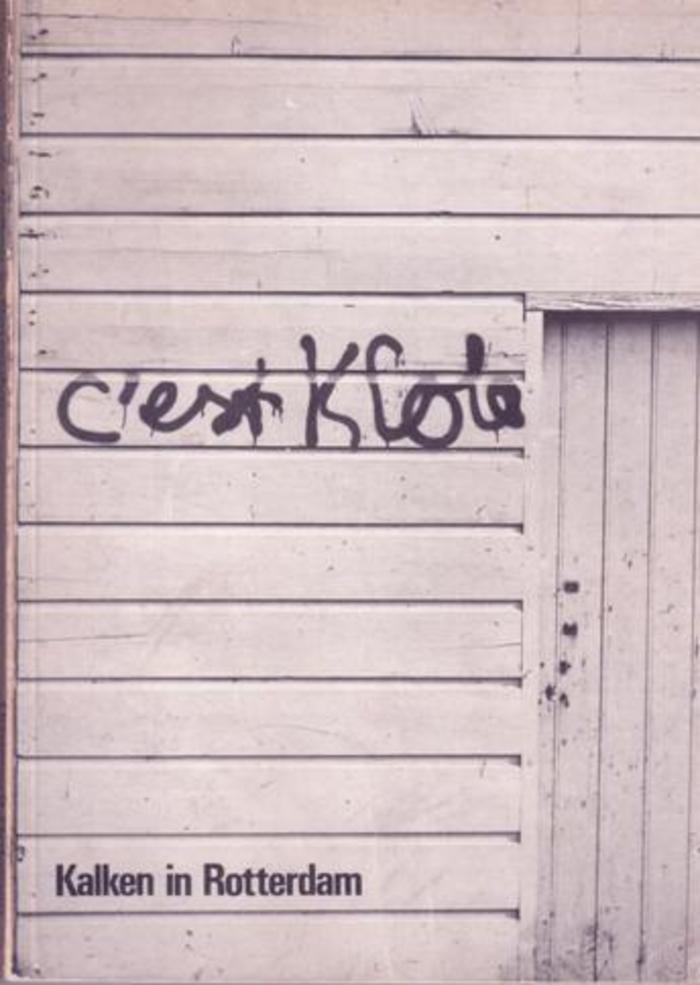 c'est Klote
Kalken in Rotterdam